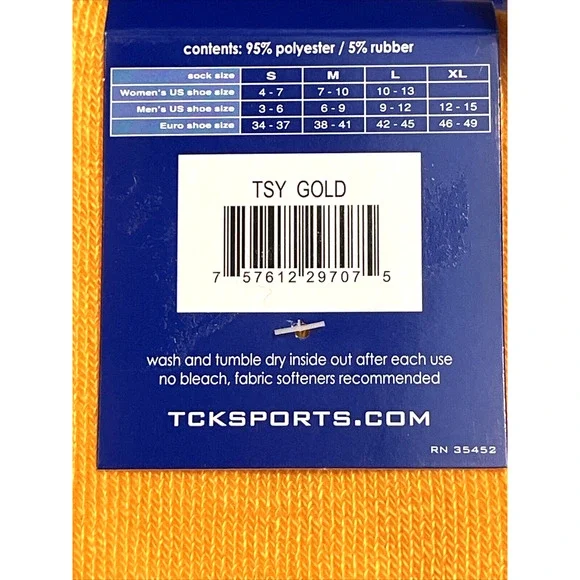 contents: 95% polyester / 5% rubber
sock size S M L XL
Women's US shoe size 4 - 7 7 - 10 10 - 13
Men's US shoe size 3 - 6 6 - 9 9 - 12 12 - 15
Euro shoe size 34 - 37 38 - 41 42 - 45 46 - 49
TSY GOLD
7 57612 29707 5
wash and tumble dry inside out after each use
no bleach, fabric softeners recommended
TCKSPORTS.COM
RN 35452